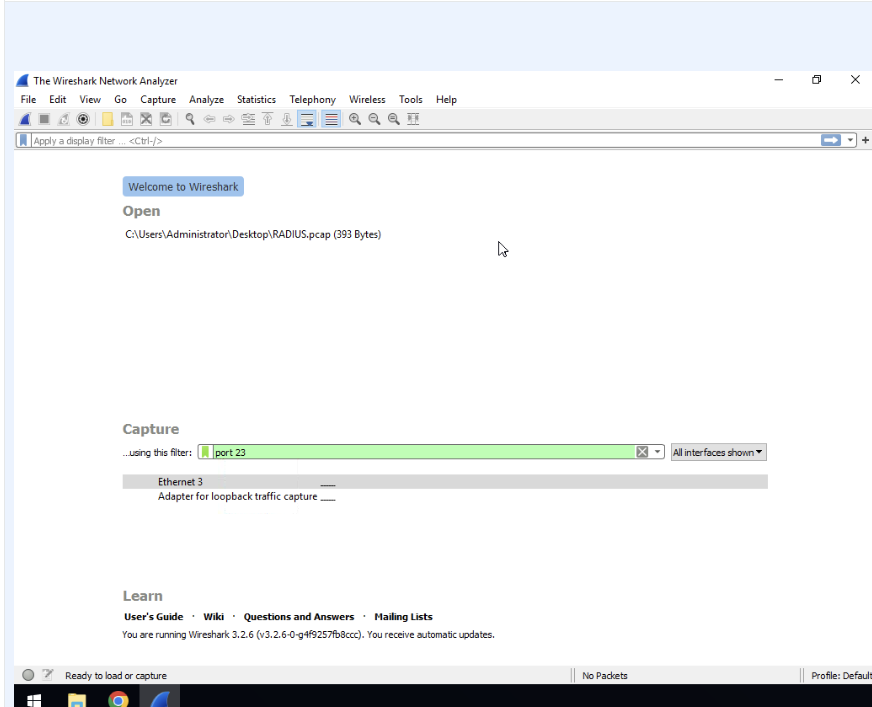 The Wireshark Network Analyzer
File Edit View Go Capture Analyze Statistics Telephony Wireless Tools Help
Apply a display filter ... <Ctrl-/>
Welcome to Wireshark
Open
C:\Users\Administrator\Desktop\RADIUS.pcap (393 Bytes)
Capture
...using this filter: port 23 All interfaces shown
Ethernet 3
Adapter for loopback traffic capture
Learn
User's Guide · Wiki · Questions and Answers · Mailing Lists
You are running Wireshark 3.2.6 (v3.2.6-0-g4f9257fb8ccc). You receive automatic updates.
Ready to load or capture No Packets Profile: Default